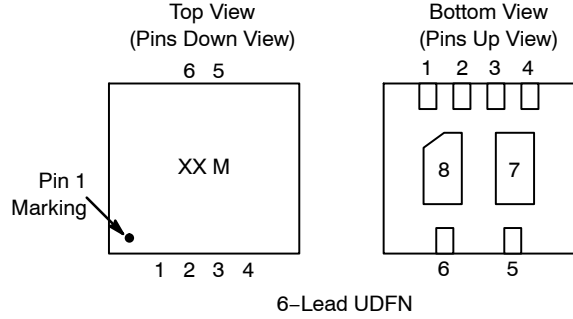 Top View
(Pins Down View)
6 5
XX M
Pin 1
Marking
1 2 3 4
Bottom View
(Pins Up View)
1 2 3 4
8 7
6 5
6–Lead UDFN